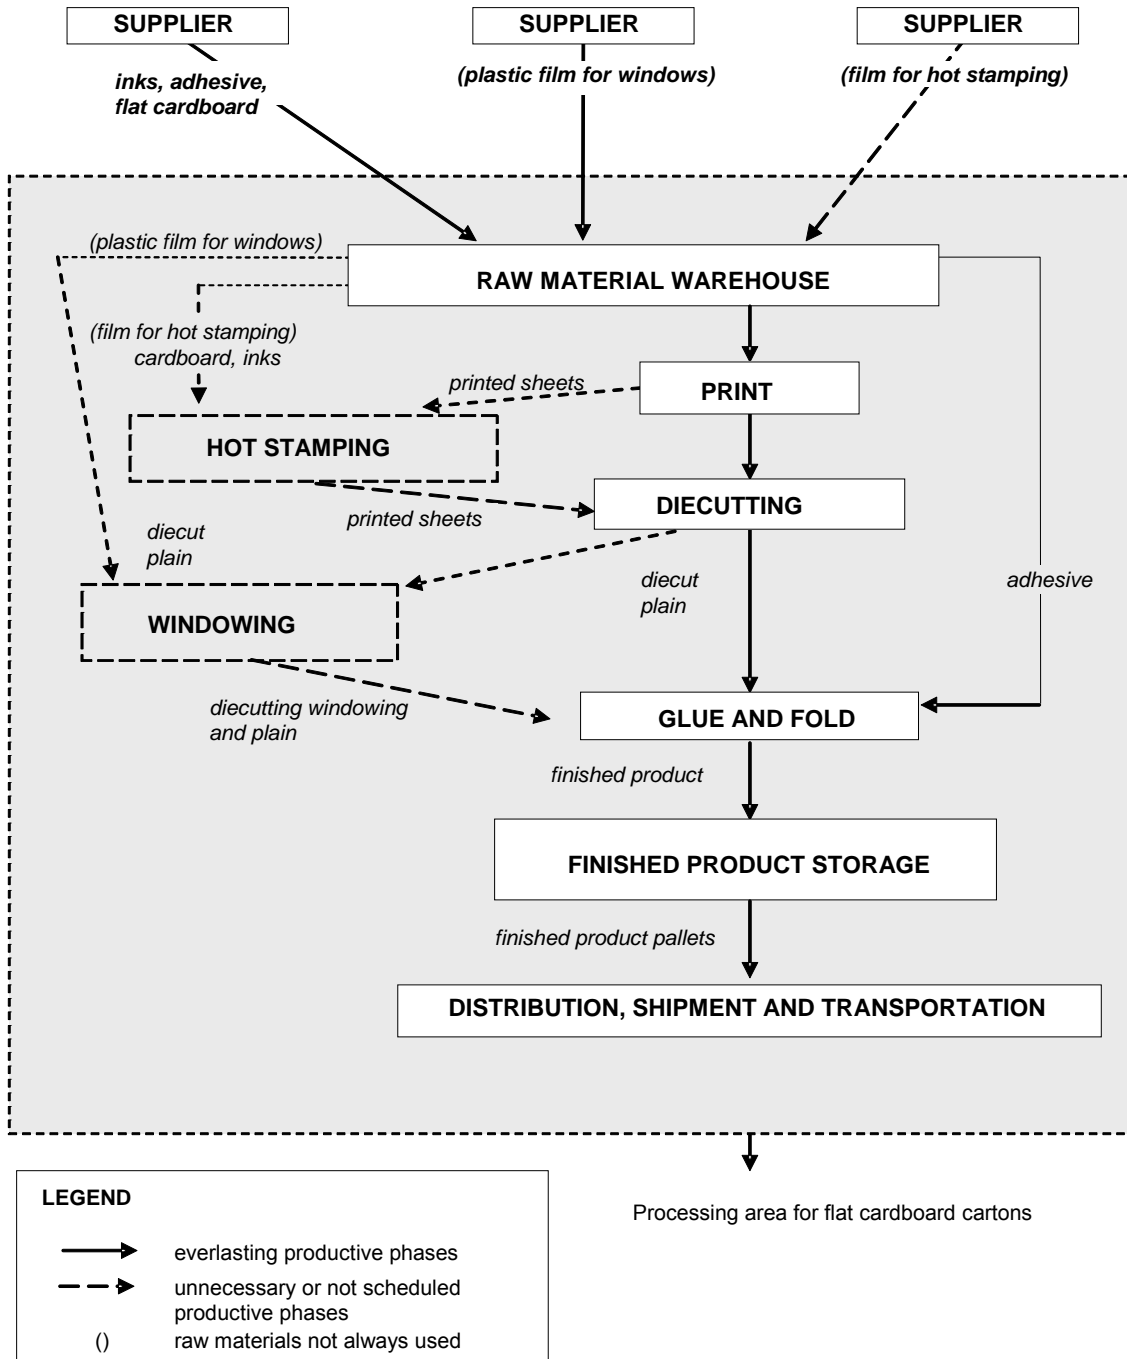 SUPPLIER
SUPPLIER
SUPPLIER
inks, adhesive,
flat cardboard
(plastic film for windows)
(film for hot stamping)
(plastic film for windows)
RAW MATERIAL WAREHOUSE
(film for hot stamping)
cardboard, inks
printed sheets
PRINT
HOT STAMPING
printed sheets
DIECUTTING
diecut
plain
diecut
plain
adhesive
WINDOWING
diecutting windowing
and plain
GLUE AND FOLD
finished product
FINISHED PRODUCT STORAGE
finished product pallets
DISTRIBUTION, SHIPMENT AND TRANSPORTATION
Processing area for flat cardboard cartons
LEGEND
everlasting productive phases
unnecessary or not scheduled
productive phases
() raw materials not always used